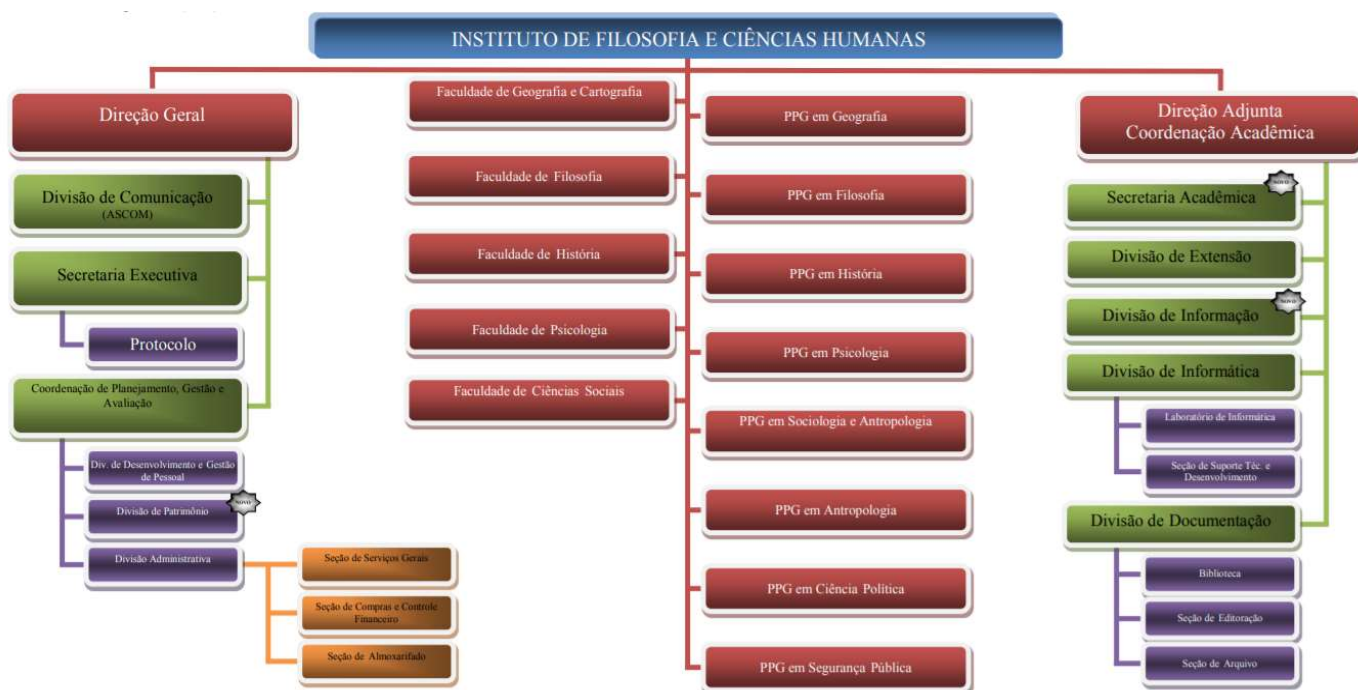 INSTITUTO DE FILOSOFIA E CIÊNCIAS HUMANAS
Direção Geral
Divisão de Comunicação
(ASCOM)
Secretaria Executiva
Protocolo
Coordenação de Planejamento, Gestão e
Avaliação
Div. de Desenvolvimento e Gestão
de Pessoal
Divisão de Patrimônio
NOVO
Divisão Administrativa
Seção de Serviços Gerais
Seção de Compras e Controle
Financeiro
Seção de Almoxarifado
Faculdade de Geografia e Cartografia
Faculdade de Filosofia
Faculdade de História
Faculdade de Psicologia
Faculdade de Ciências Sociais
PPG em Geografia
PPG em Filosofia
PPG em História
PPG em Psicologia
PPG em Sociologia e Antropologia
PPG em Antropologia
PPG em Ciência Política
PPG em Segurança Pública
Direção Adjunta
Coordenação Acadêmica
NOVO
Secretaria Acadêmica
Divisão de Extensão
NOVO
Divisão de Informação
Divisão de Informática
Laboratório de Informática
Seção de Suporte Téc. e
Desenvolvimento
Divisão de Documentação
Biblioteca
Seção de Editoração
Seção de Arquivo